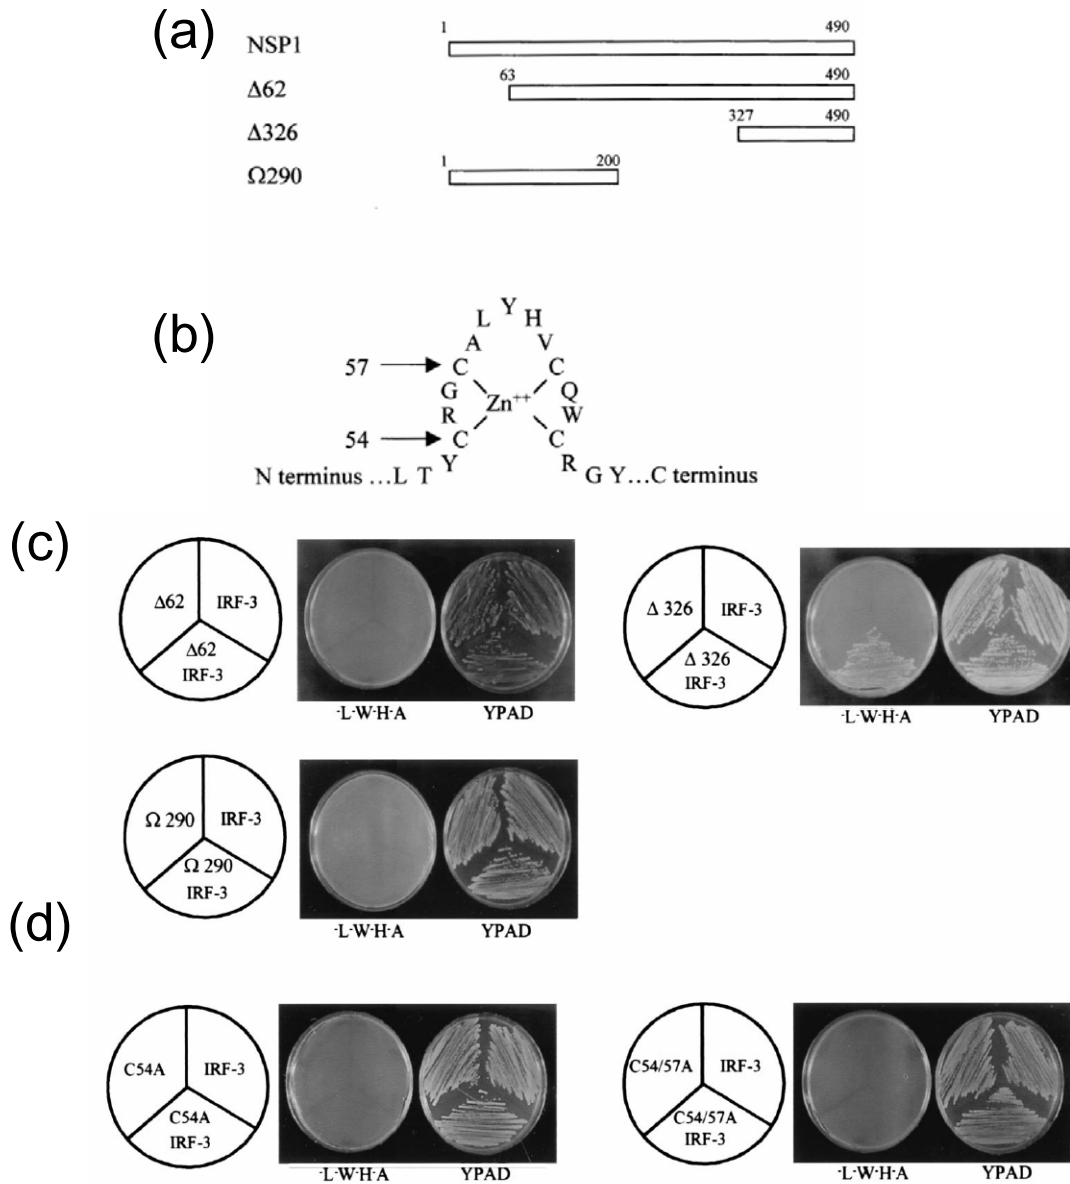 (a)
NSP1 1 490
Δ62 63 490
Δ326 327 490
Ω290 1 200
(b)
L Y H
A V
57 C C
G Zn++ Q
R W
54 C C
Y R
N terminus ...L T G Y...C terminus
(c)
Δ62 IRF-3
Δ62
IRF-3
-L-W-H-A YPAD
Δ 326 IRF-3
Δ 326
IRF-3
-L-W-H-A YPAD
Ω 290 IRF-3
Ω 290
IRF-3
-L-W-H-A YPAD
(d)
C54A IRF-3
C54A
IRF-3
-L-W-H-A YPAD
C54/57A IRF-3
C54/57A
IRF-3
-L-W-H-A YPAD